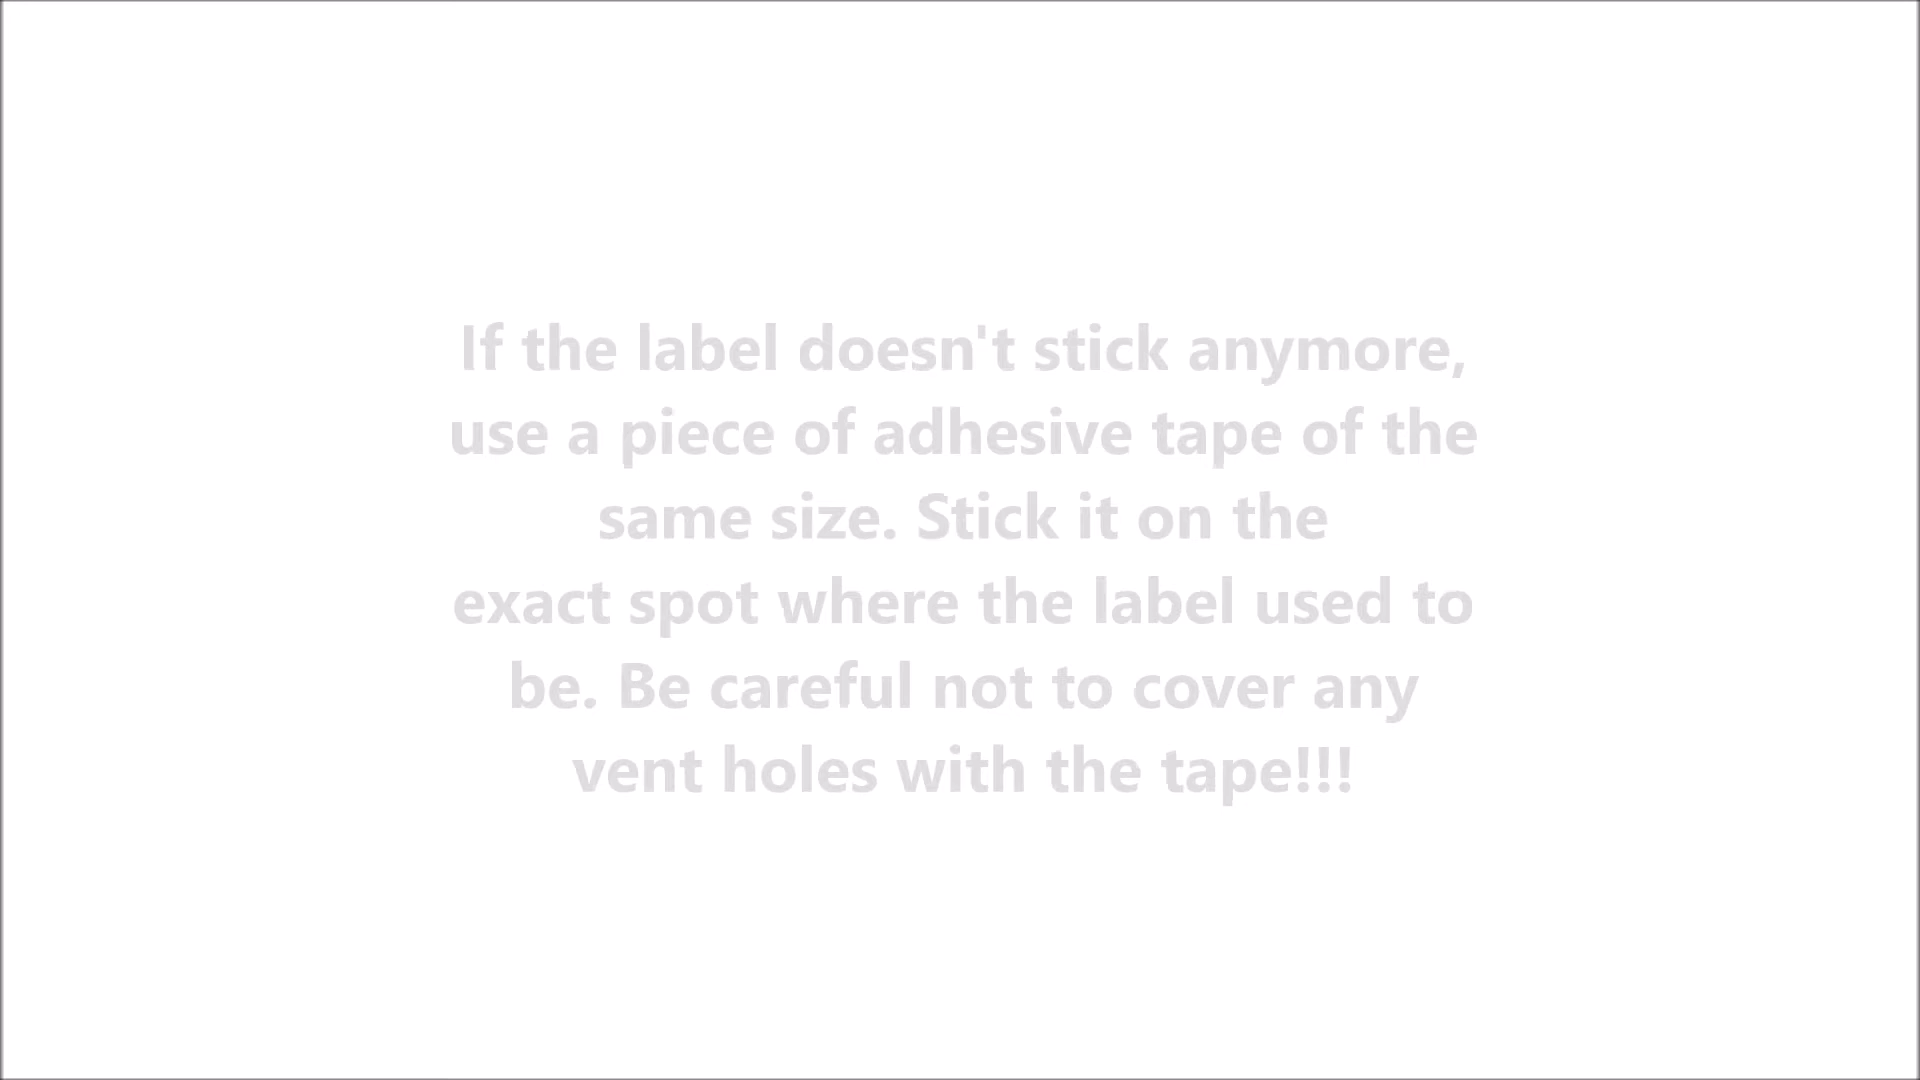 If the label doesn't stick anymore,
use a piece of adhesive tape of the
same size. Stick it on the
exact spot where the label used to
be. Be careful not to cover any
vent holes with the tape!!!